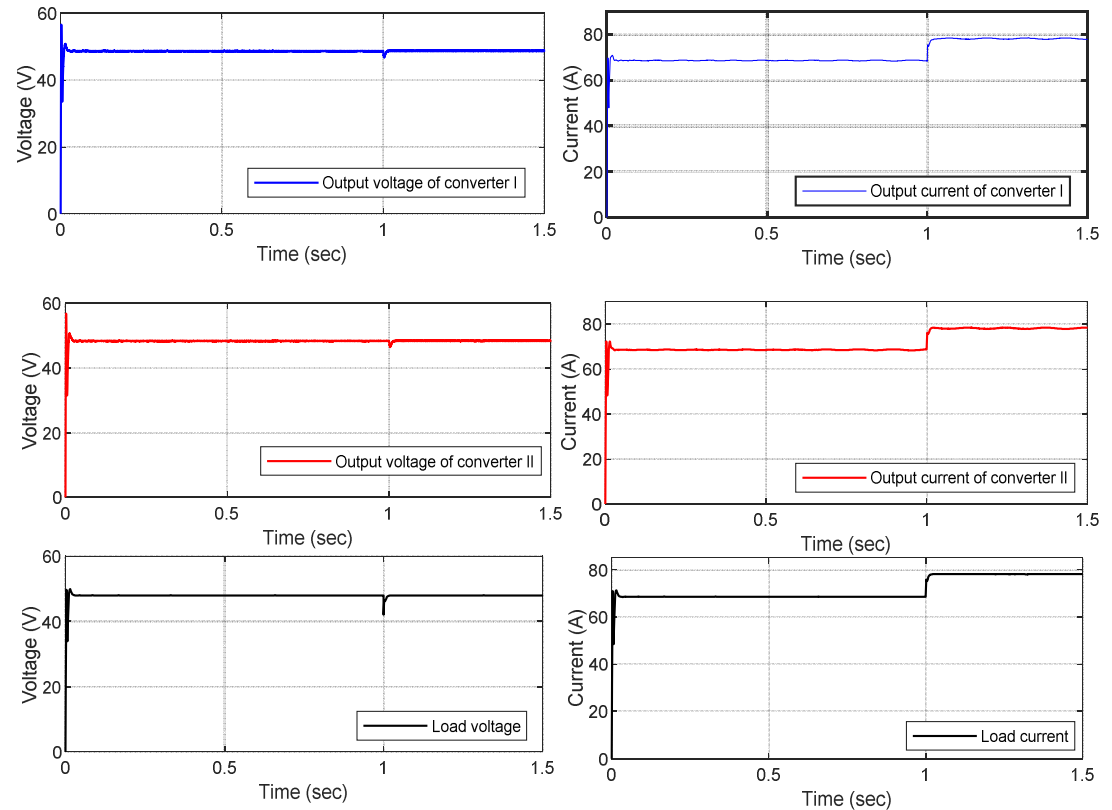 60
40
20
0
Voltage (V)
Output voltage of converter I
0 0.5 1 1.5
Time (sec)
80
60
40
20
0
Current (A)
Output current of converter I
0 0.5 1 1.5
Time (sec)
60
40
20
0
Voltage (V)
Output voltage of converter II
0 0.5 1 1.5
Time (sec)
80
60
40
20
0
Current (A)
Output current of converter II
0 0.5 1 1.5
Time (sec)
60
40
20
0
Voltage (V)
Load voltage
0 0.5 1 1.5
Time (sec)
80
60
40
20
0
Current (A)
Load current
0 0.5 1 1.5
Time (sec)